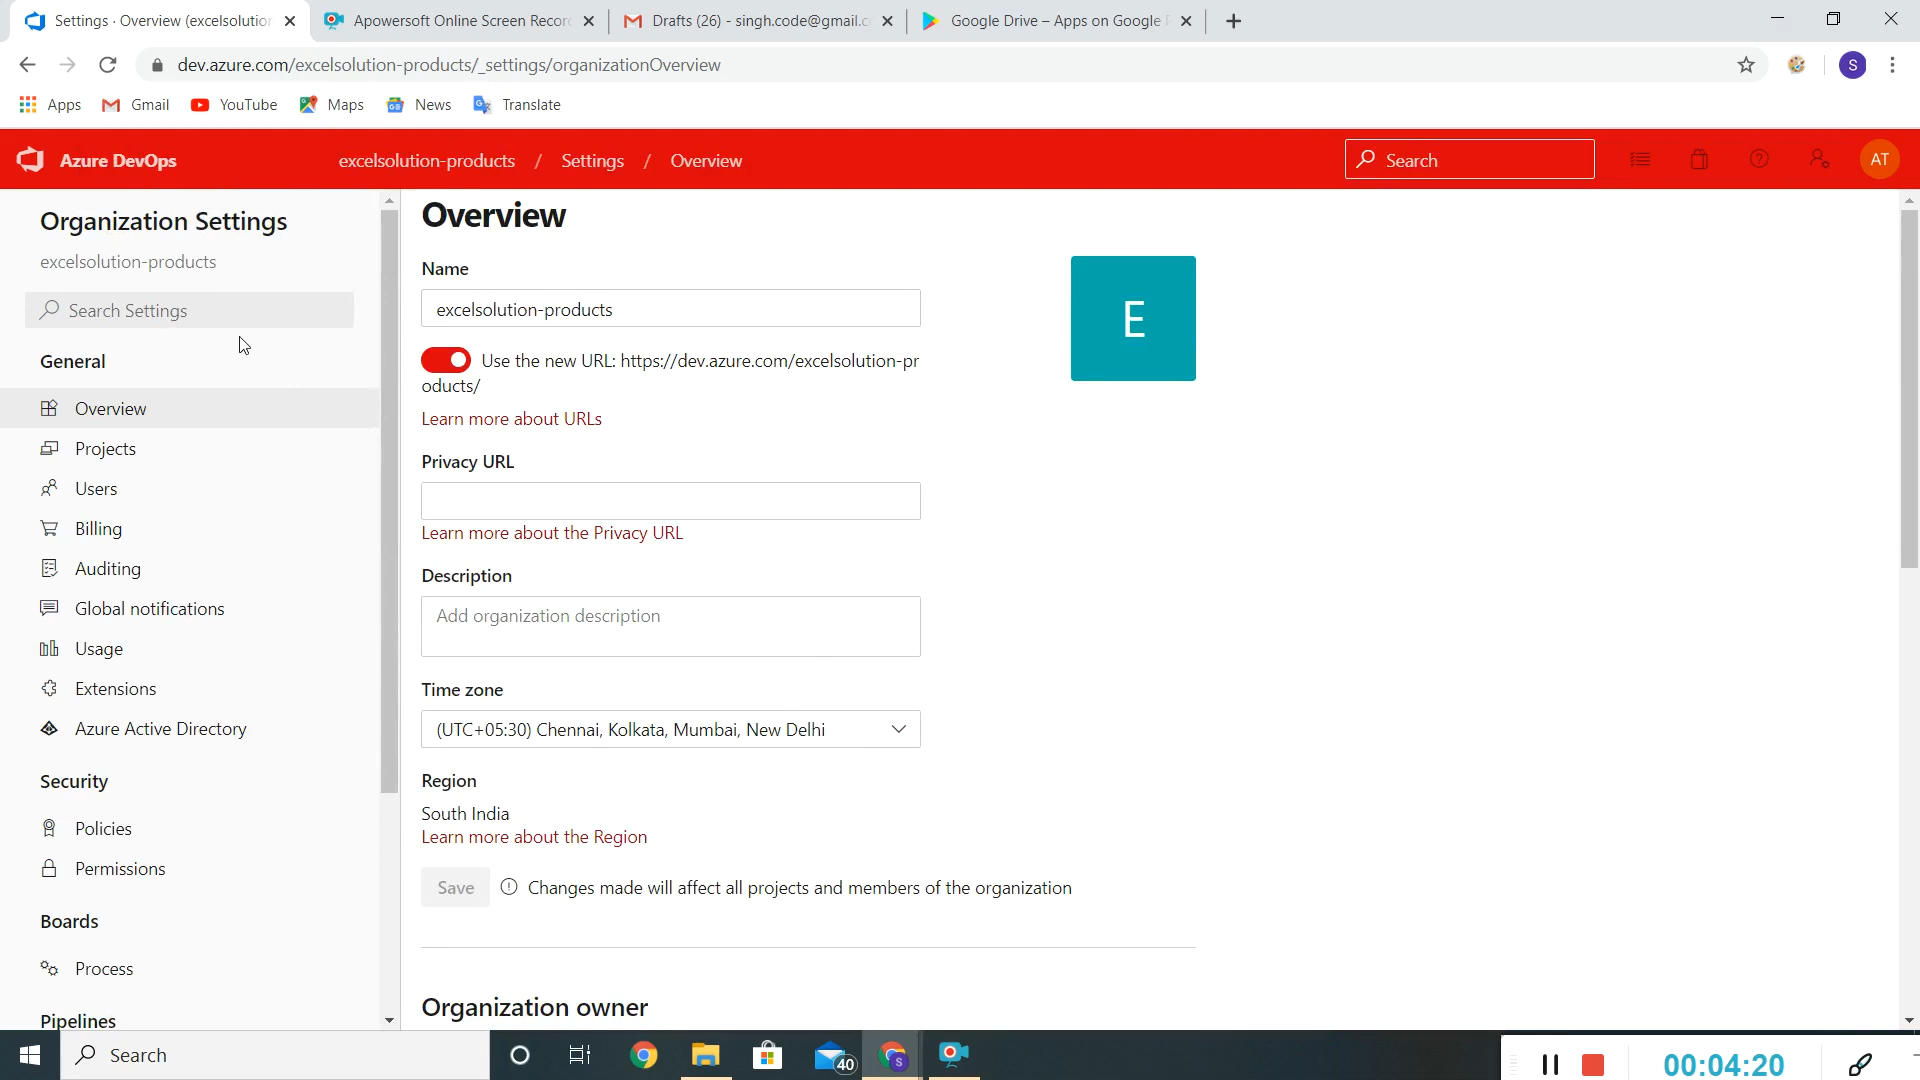 Settings · Overview (excelsolution
Apowersoft Online Screen Recor
Drafts (26) - singh.code@gmail.c
Google Drive – Apps on Google P
dev.azure.com/excelsolution-products/_settings/organizationOverview
S
Apps
Gmail
YouTube
Maps
News
Translate
Azure DevOps
excelsolution-products / Settings / Overview
Search
AT
Organization Settings
excelsolution-products
Search Settings
General
Overview
Projects
Users
Billing
Auditing
Global notifications
Usage
Extensions
Azure Active Directory
Security
Policies
Permissions
Boards
Process
Pipelines
Overview
Name
excelsolution-products
E
Use the new URL: https://dev.azure.com/excelsolution-pr
oducts/
Learn more about URLs
Privacy URL
Learn more about the Privacy URL
Description
Add organization description
Time zone
(UTC+05:30) Chennai, Kolkata, Mumbai, New Delhi
Region
South India
Learn more about the Region
Save
Changes made will affect all projects and members of the organization
Organization owner
Search
40
S
00:04:20